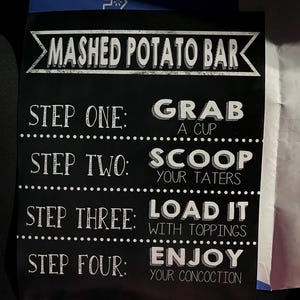 MASHED POTATO BAR
STEP ONE: GRAB
A CUP
STEP TWO: SCOOP
YOUR TATERS
STEP THREE: LOAD IT
WITH TOPPINGS
STEP FOUR: ENJOY
YOUR CONCOCTION